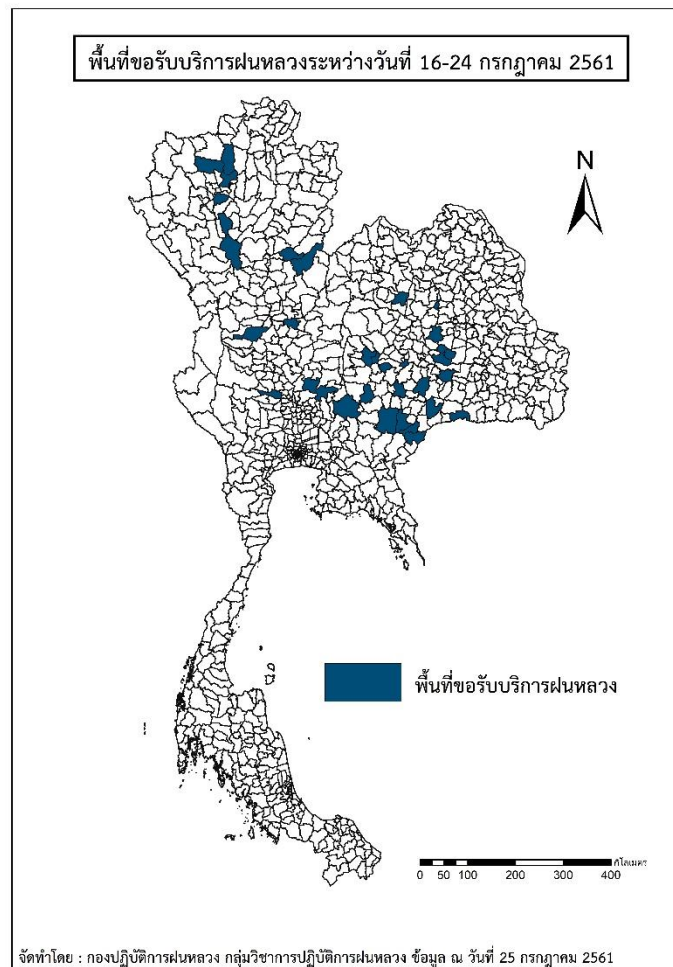 พื้นที่ขอรับบริการฝนหลวงระหว่างวันที่ 16-24 กรกฎาคม 2561
N
พื้นที่ขอรับบริการฝนหลวง
กิโลเมตร
0 50 100 200 300 400
จัดทำโดย : กองปฏิบัติการฝนหลวง กลุ่มวิชาการปฏิบัติการฝนหลวง ข้อมูล ณ วันที่ 25 กรกฎาคม 2561